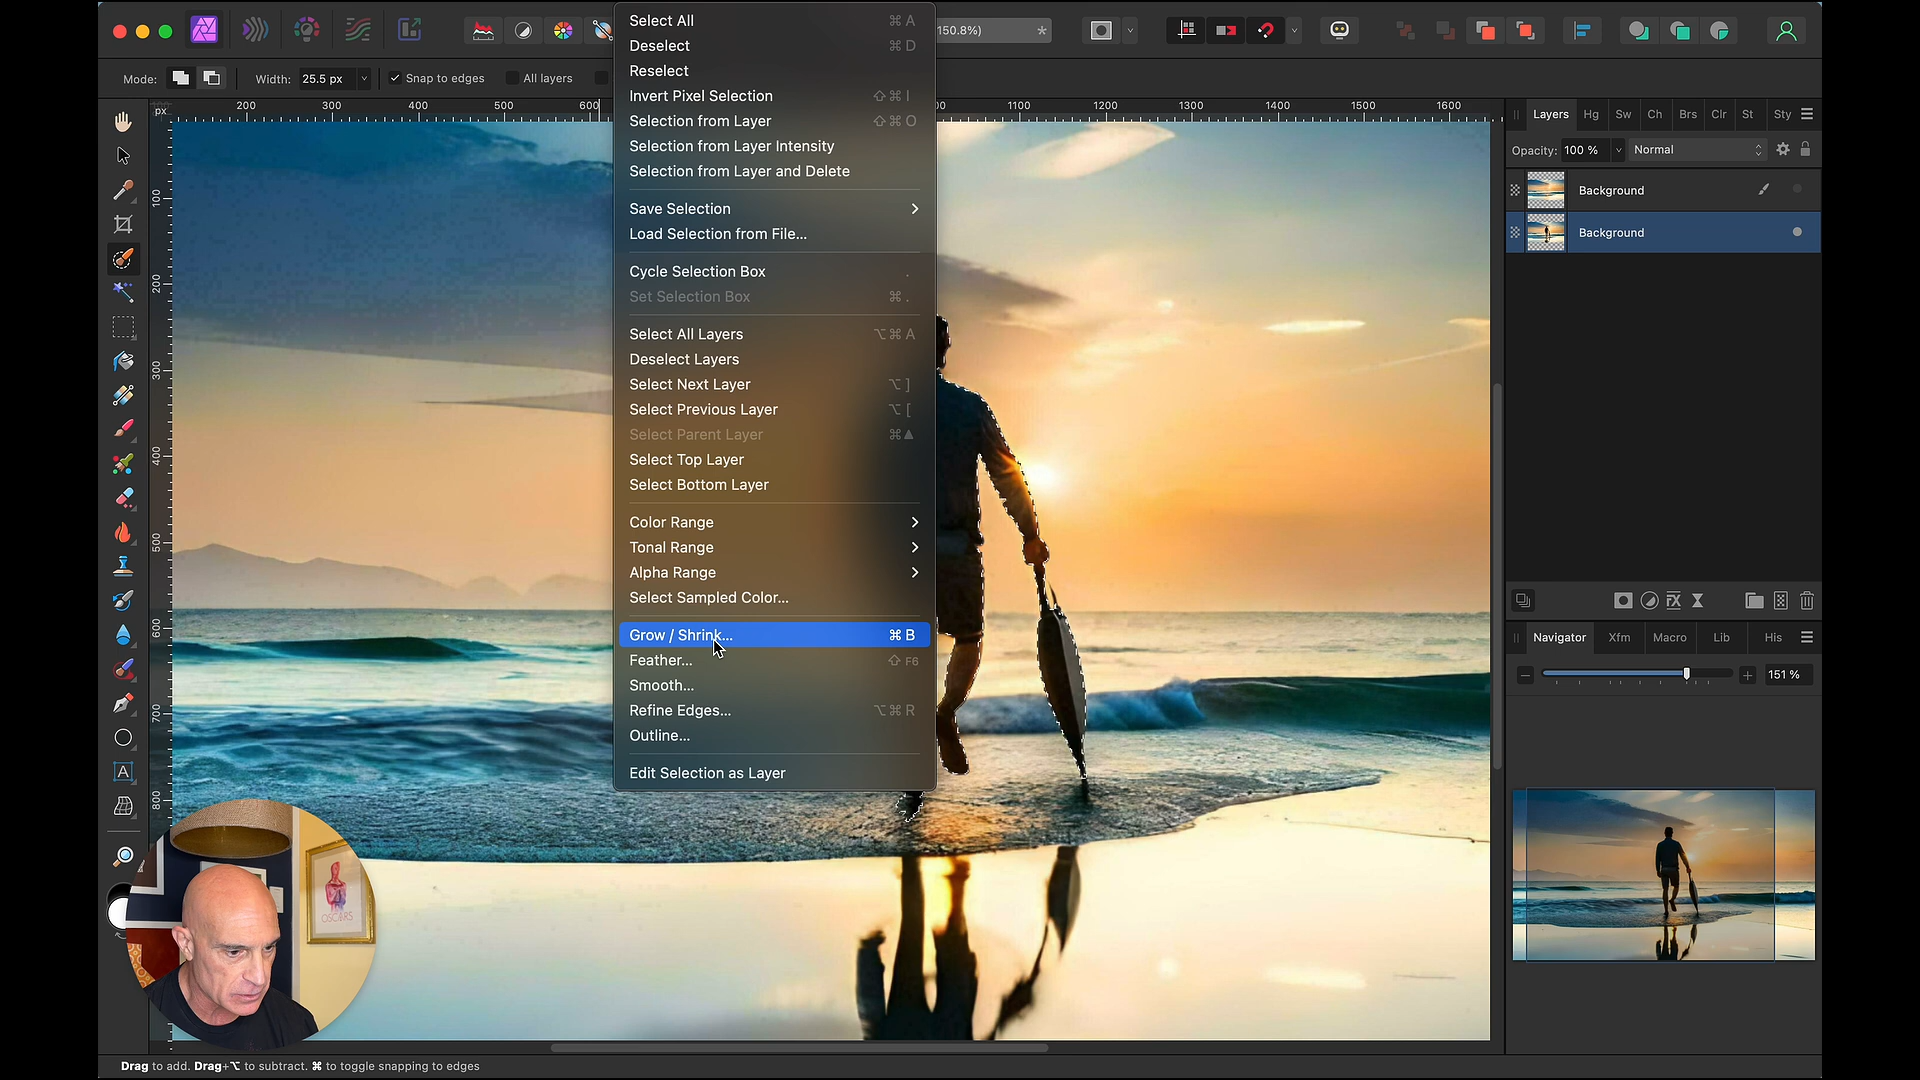 Select All ⌘ A
Deselect ⌘ D
Reselect
Invert Pixel Selection ⇧⌘ I
Selection from Layer ⇧⌘ O
Selection from Layer Intensity
Selection from Layer and Delete
Save Selection
Load Selection from File...
Cycle Selection Box .
Set Selection Box ⌘ .
Select All Layers ⌥⌘ A
Deselect Layers
Select Next Layer ⌥ ]
Select Previous Layer ⌥ [
Select Parent Layer ⌘▲
Select Top Layer
Select Bottom Layer
Color Range
Tonal Range
Alpha Range
Select Sampled Color...
Grow / Shrink... ⌘ B
Feather... ⇧ F6
Smooth...
Refine Edges... ⌥⌘ R
Outline...
Edit Selection as Layer
150.8%) *
Mode: Width: 25.5 px Snap to edges All layers
px 200 300 400 500 600 00 1100 1200 1300 1400 1500 1600
100
200
300
400
500
600
700
800
Layers Hg Sw Ch Brs Clr St Sty
Opacity: 100 % Normal
Background
Background
Navigator Xfm Macro Lib His
151 %
A
OSCARS
Drag to add. Drag+⌥ to subtract. ⌘ to toggle snapping to edges